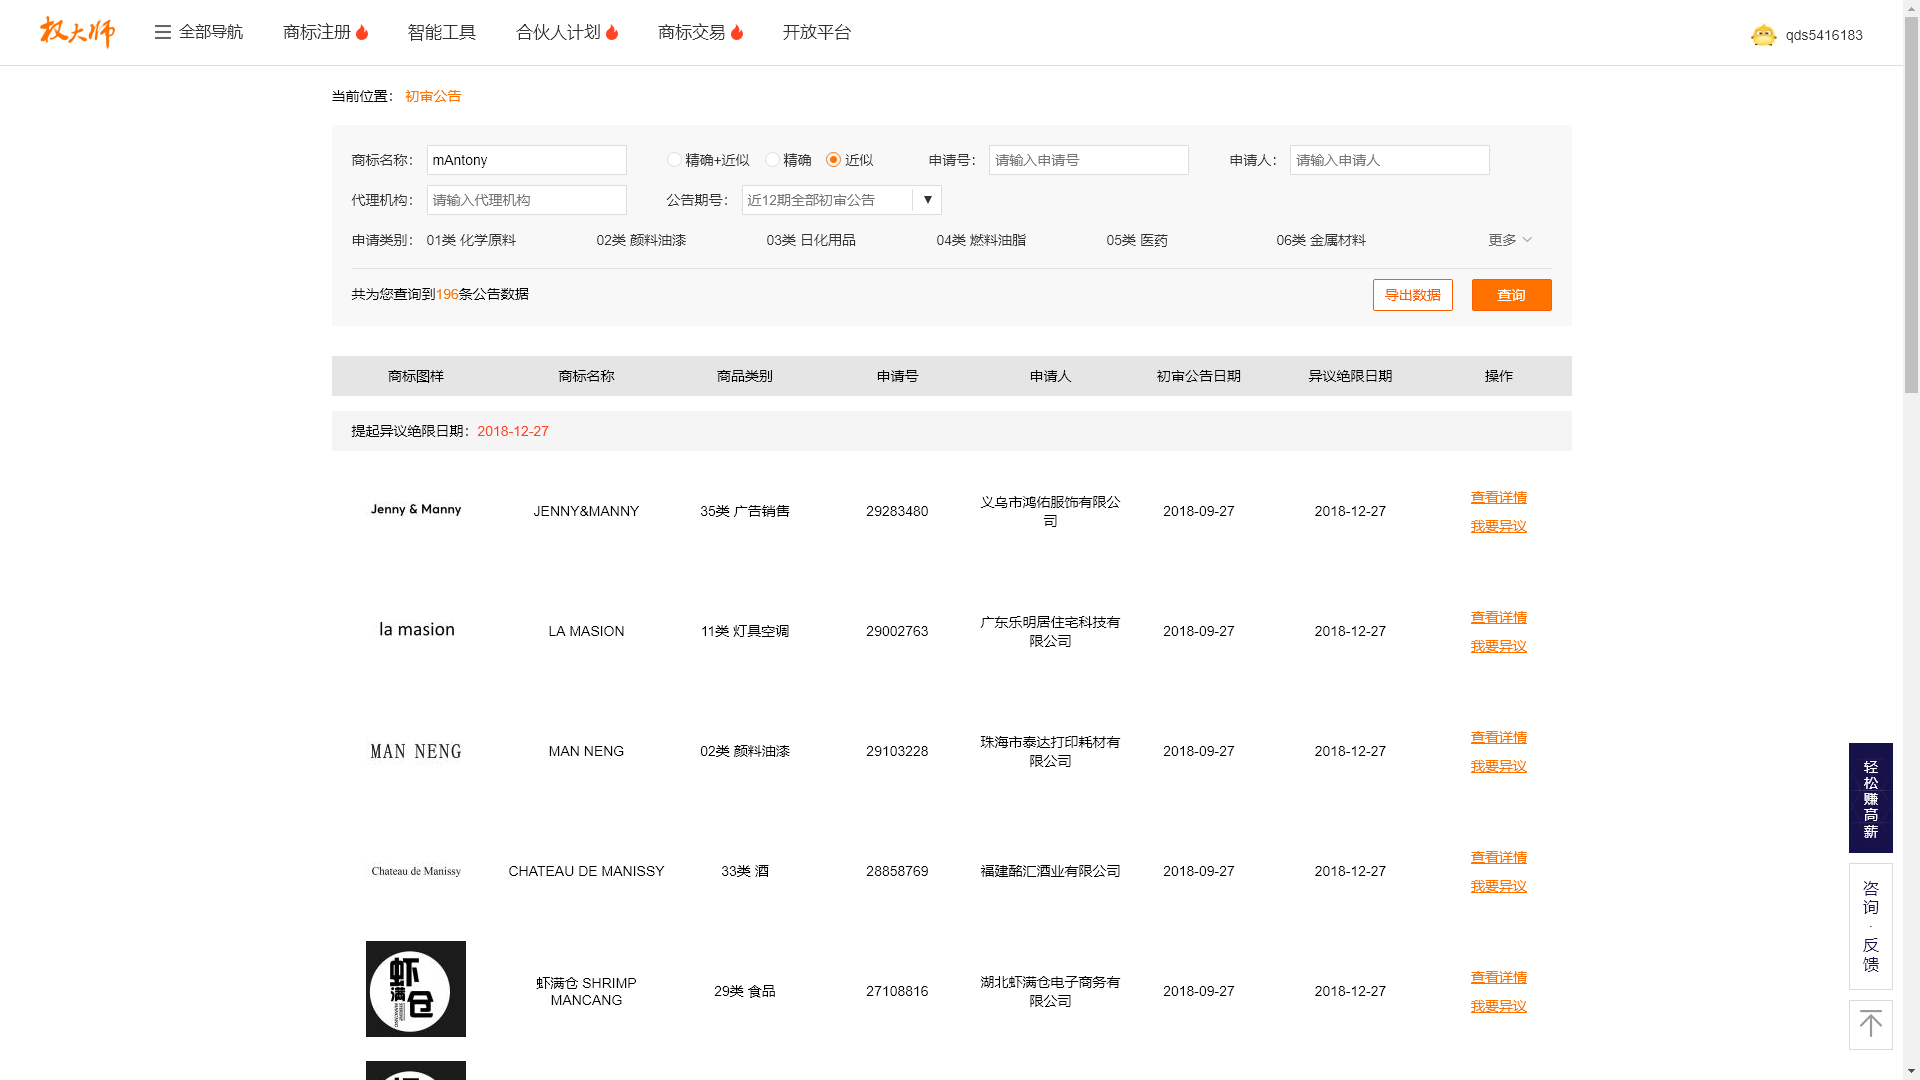 权大师
全部导航
商标注册
智能工具
合伙人计划
商标交易
开放平台
qds5416183
当前位置： 初审公告
商标名称： mAntony 精确+近似 精确 近似 申请号： 请输入申请号 申请人： 请输入申请人
代理机构： 请输入代理机构 公告期号： 近12期全部初审公告 ▼
申请类别： 01类 化学原料 02类 颜料油漆 03类 日化用品 04类 燃料油脂 05类 医药 06类 金属材料 更多
共为您查询到196条公告数据 导出数据 查询
商标图样 商标名称 商品类别 申请号 申请人 初审公告日期 异议绝限日期 操作
提起异议绝限日期：2018-12-27
Jenny & Manny JENNY&MANNY 35类 广告销售 29283480 义乌市鸿佑服饰有限公
司 2018-09-27 2018-12-27 查看详情
我要异议
la masion LA MASION 11类 灯具空调 29002763 广东乐明居住宅科技有
限公司 2018-09-27 2018-12-27 查看详情
我要异议
MAN NENG MAN NENG 02类 颜料油漆 29103228 珠海市泰达打印耗材有
限公司 2018-09-27 2018-12-27 查看详情
我要异议
Chateau de Manissy CHATEAU DE MANISSY 33类 酒 28858769 福建酩汇酒业有限公司 2018-09-27 2018-12-27 查看详情
我要异议
虾满仓 虾满仓 SHRIMP
MANCANG 29类 食品 27108816 湖北虾满仓电子商务有
限公司 2018-09-27 2018-12-27 查看详情
我要异议
轻松赚高薪
咨询·反馈